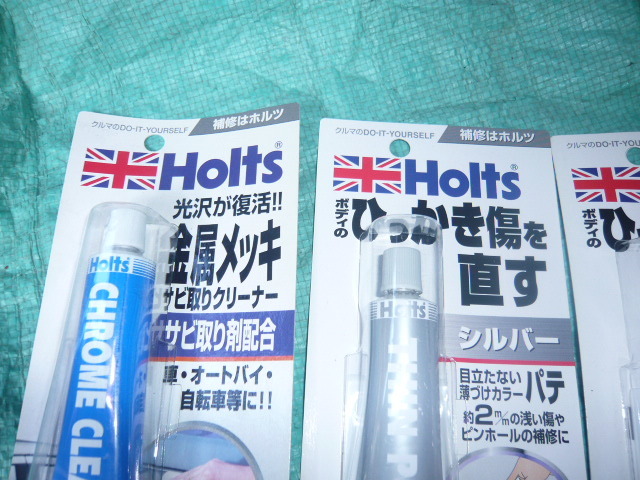 クルマのDO-IT-YOURSELF 補修はホルツ
Holts®
光沢が復活!!
金属メッキ
サビ取りクリーナー
サビ取り剤配合
車・オートバイ・
自転車等に!!
Holts
CHROME CLEA
クルマのDO-IT-YOURSELF 補修はホルツ
Holts®
ボディの
ひっかき傷を
直す
シルバー
目立たない
薄づけカラーパテ
約2m/mの浅い傷や
ピンホールの補修に
Holts
THIN P
クルマのDO-IT-YOURSELF
Ho
ボディの
ひ